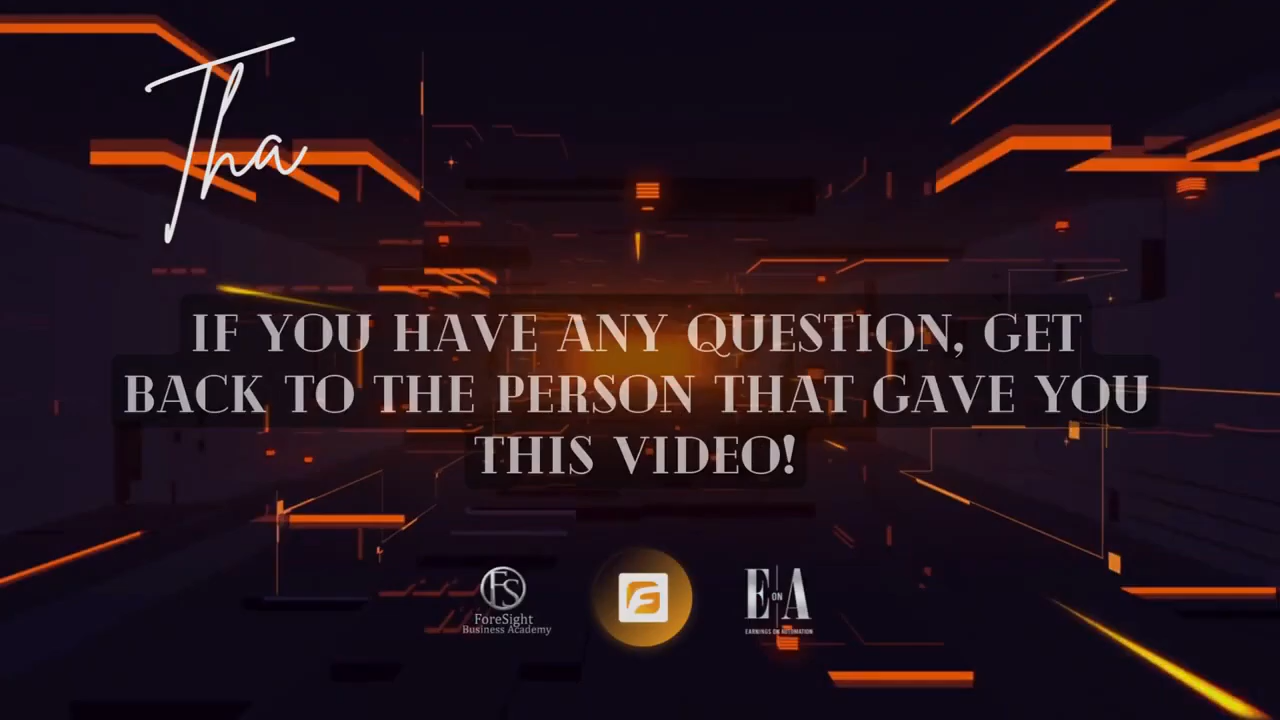 Tha
IF YOU HAVE ANY QUESTION, GET
BACK TO THE PERSON THAT GAVE YOU
THIS VIDEO!
FS
ForeSight
Business Academy
E ON A
EARNINGS ON AUTOMATION